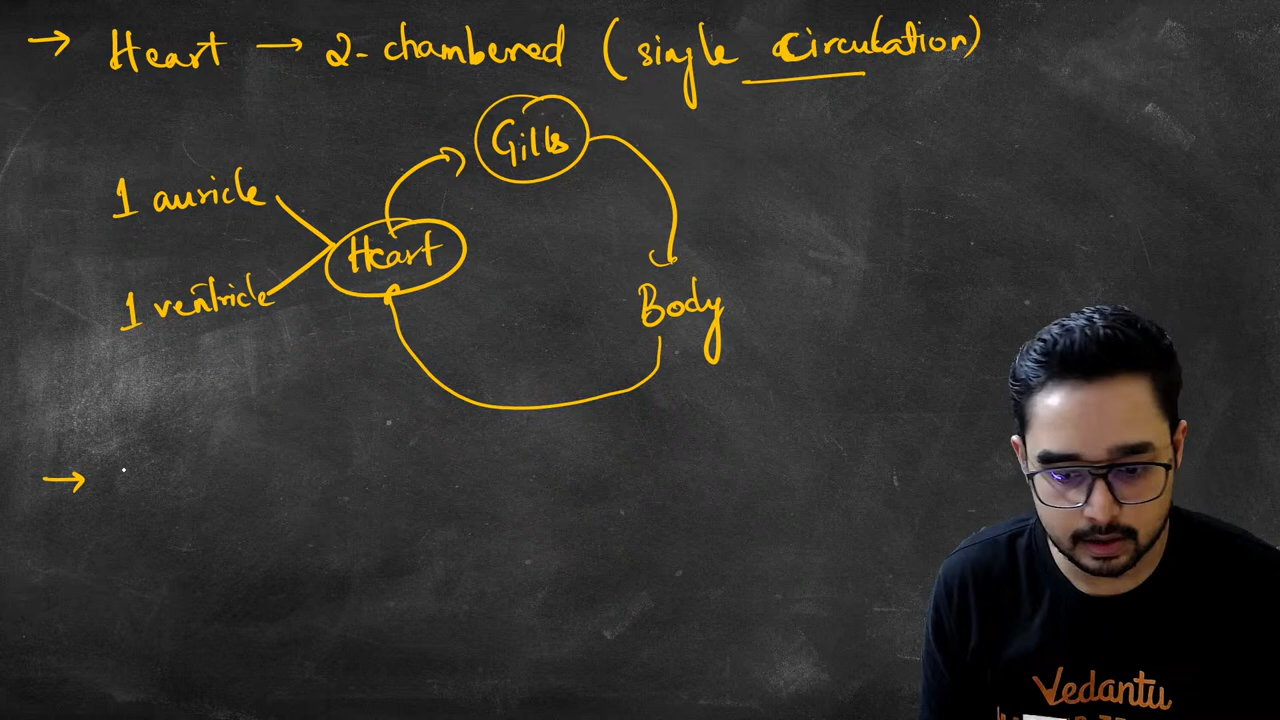 → Heart → 2-chambered (single circulation)
Gills
1 auricle
Heart
1 ventricle
Body
→
Vedantu